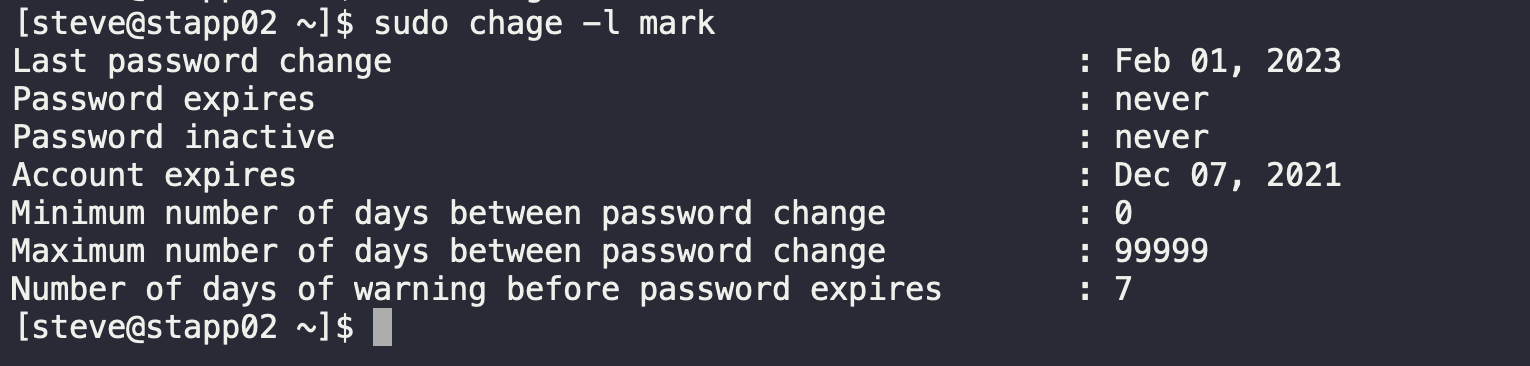 [steve@stapp02 ~]$ sudo chage -l mark
Last password change : Feb 01, 2023
Password expires : never
Password inactive : never
Account expires : Dec 07, 2021
Minimum number of days between password change : 0
Maximum number of days between password change : 99999
Number of days of warning before password expires : 7
[steve@stapp02 ~]$